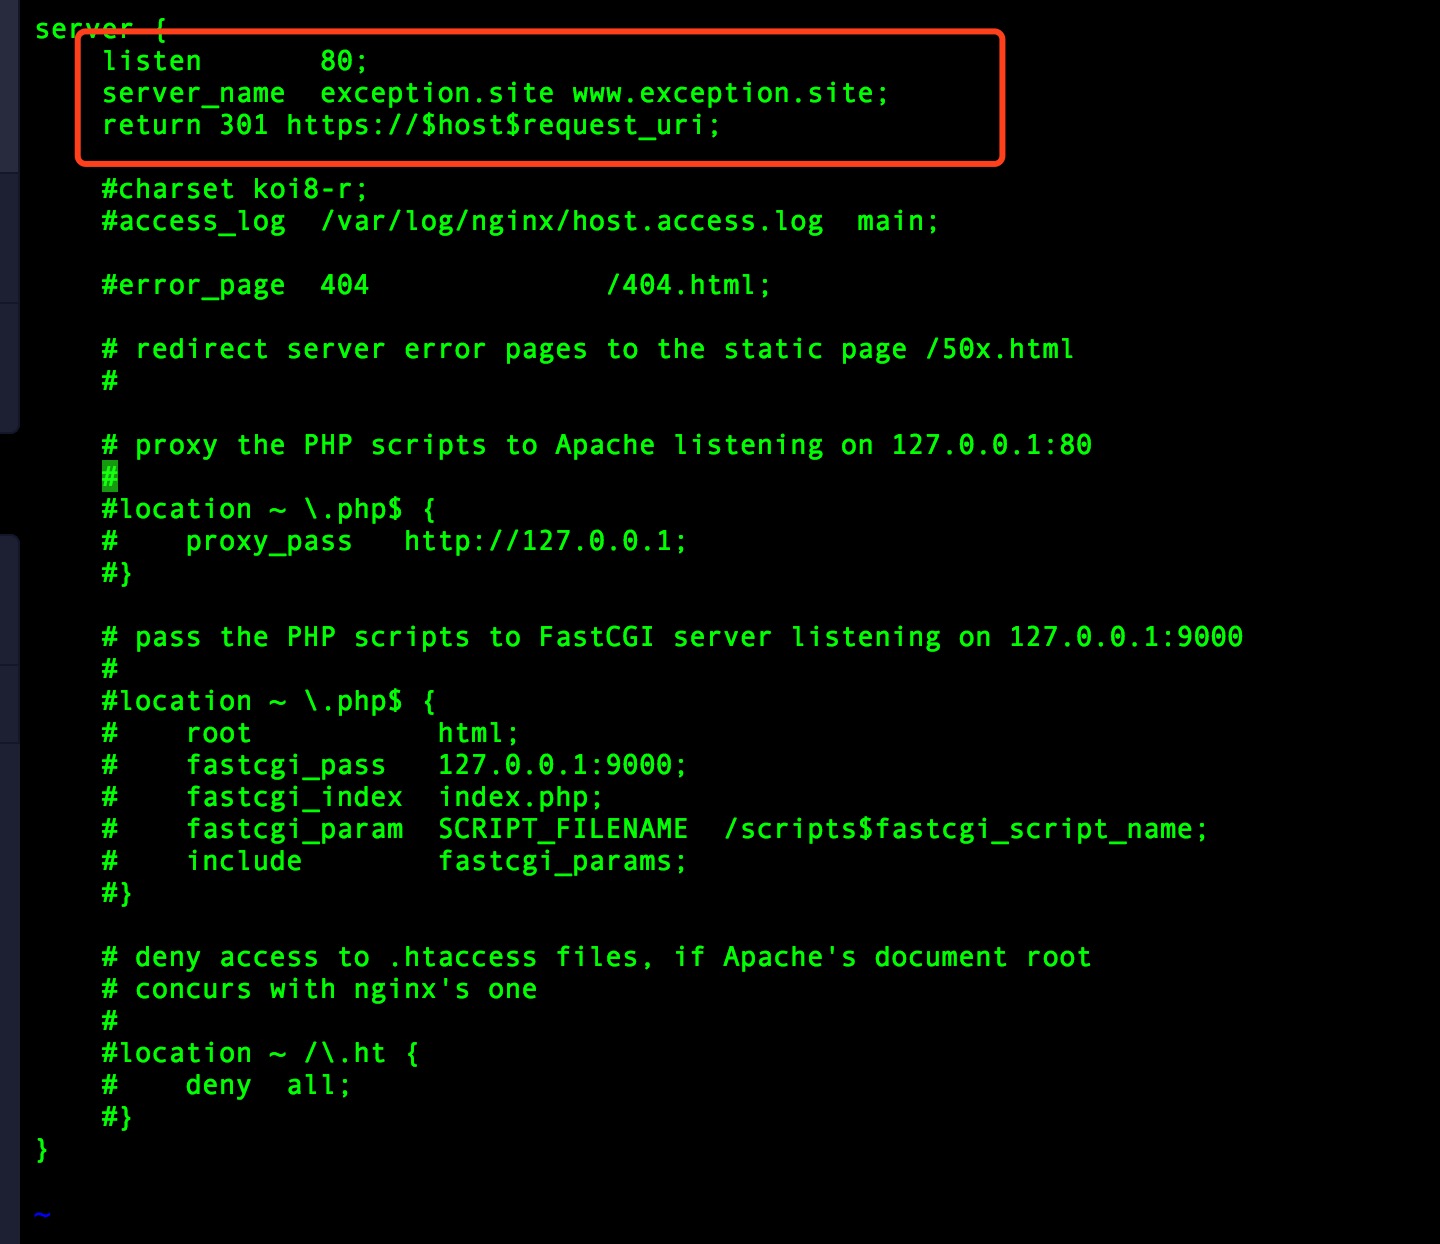 server {
    listen       80;
    server_name  exception.site www.exception.site;
    return 301 https://$host$request_uri;
    #charset koi8-r;
    #access_log  /var/log/nginx/host.access.log  main;
    #error_page  404              /404.html;
    # redirect server error pages to the static page /50x.html
    #
    # proxy the PHP scripts to Apache listening on 127.0.0.1:80
    #
    #location ~ \.php$ {
    #    proxy_pass   http://127.0.0.1;
    #}
    # pass the PHP scripts to FastCGI server listening on 127.0.0.1:9000
    #
    #location ~ \.php$ {
    #    root           html;
    #    fastcgi_pass   127.0.0.1:9000;
    #    fastcgi_index  index.php;
    #    fastcgi_param  SCRIPT_FILENAME  /scripts$fastcgi_script_name;
    #    include        fastcgi_params;
    #}
    # deny access to .htaccess files, if Apache's document root
    # concurs with nginx's one
    #
    #location ~ /\.ht {
    #    deny  all;
    #}
}
~